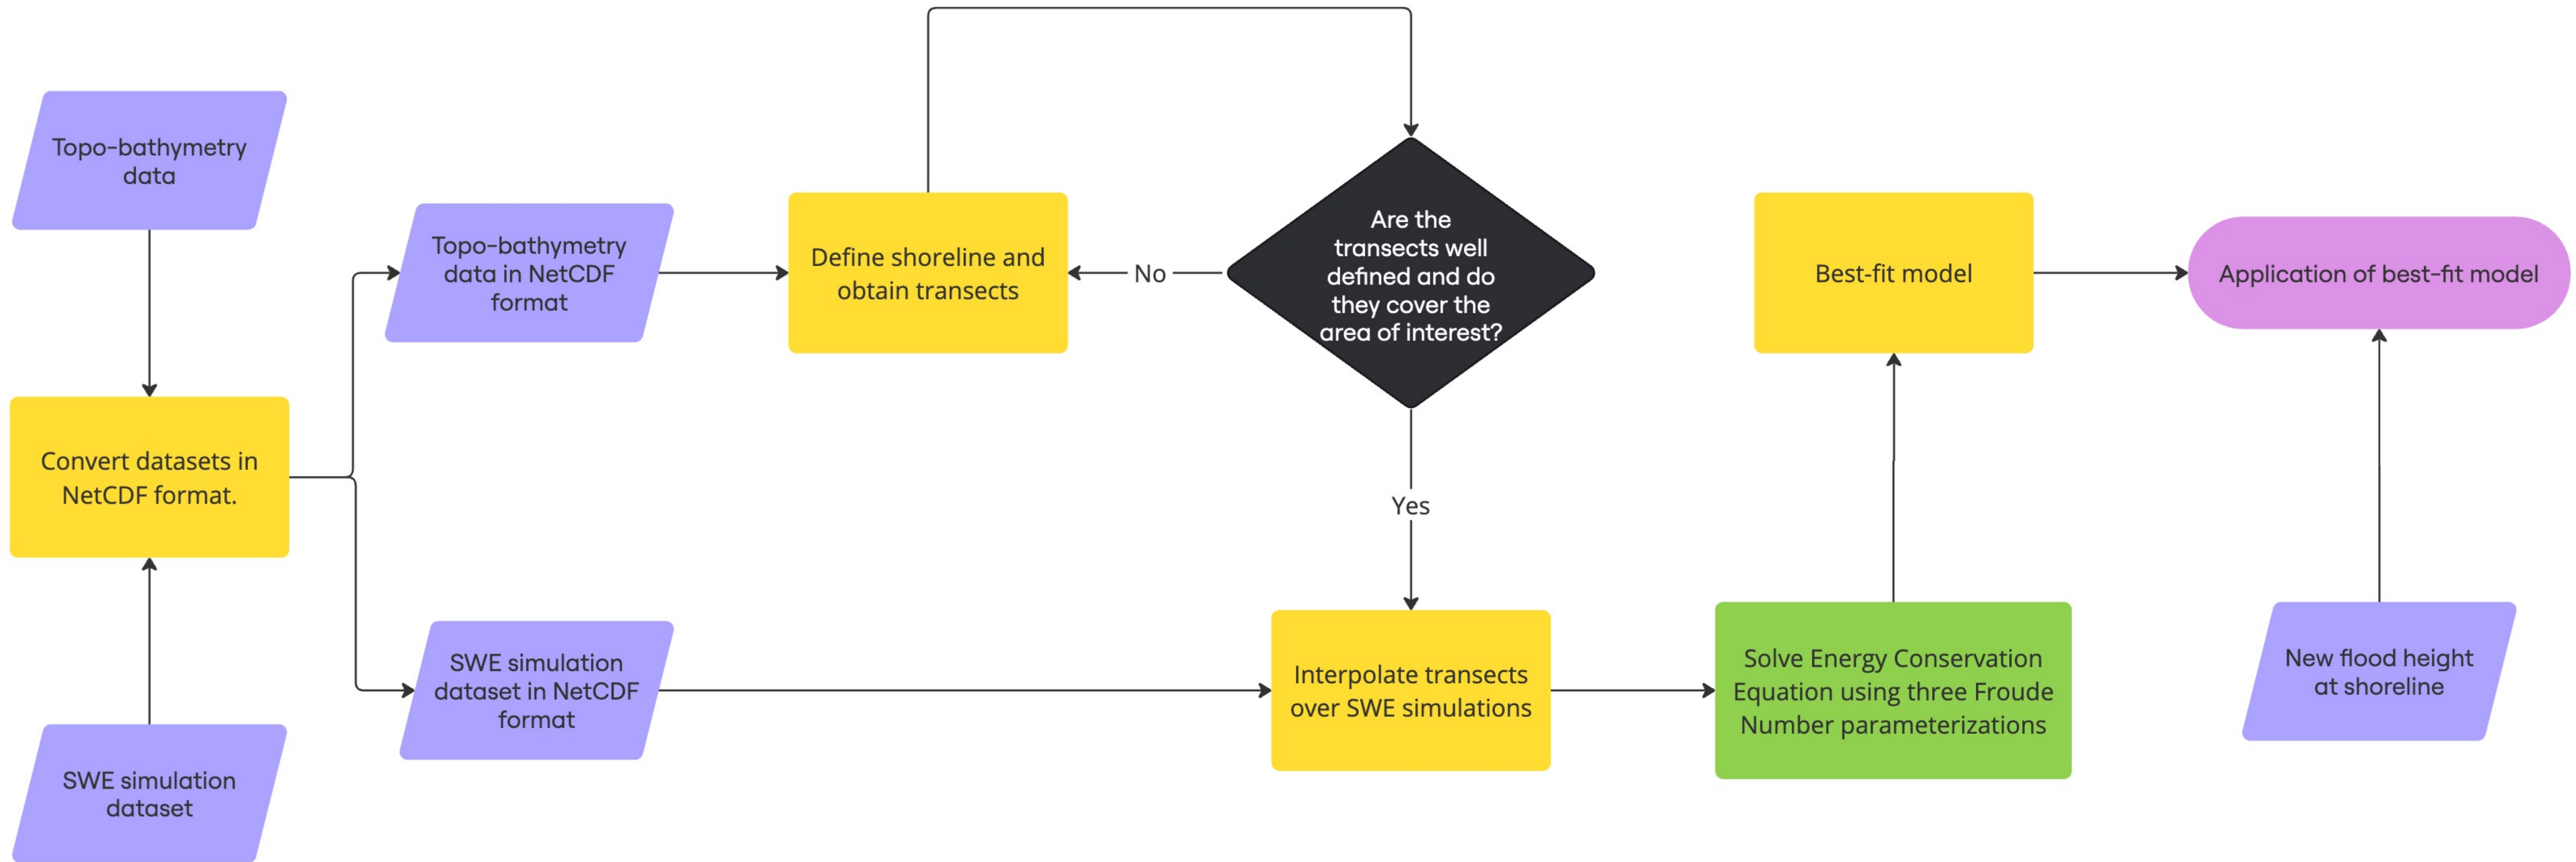 Topo-bathymetry
data
Convert datasets in
NetCDF format.
SWE simulation
dataset
Topo-bathymetry
data in NetCDF
format
SWE simulation
dataset in NetCDF
format
Define shoreline and
obtain transects
No
Are the
transects well
defined and do
they cover the
area of interest?
Yes
Interpolate transects
over SWE simulations
Solve Energy Conservation
Equation using three Froude
Number parameterizations
Best-fit model
Application of best-fit model
New flood height
at shoreline